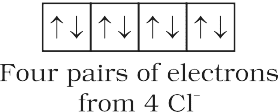 ↑↓ ↑↓ ↑↓ ↑↓
Four pairs of electrons
from 4 Cl⁻